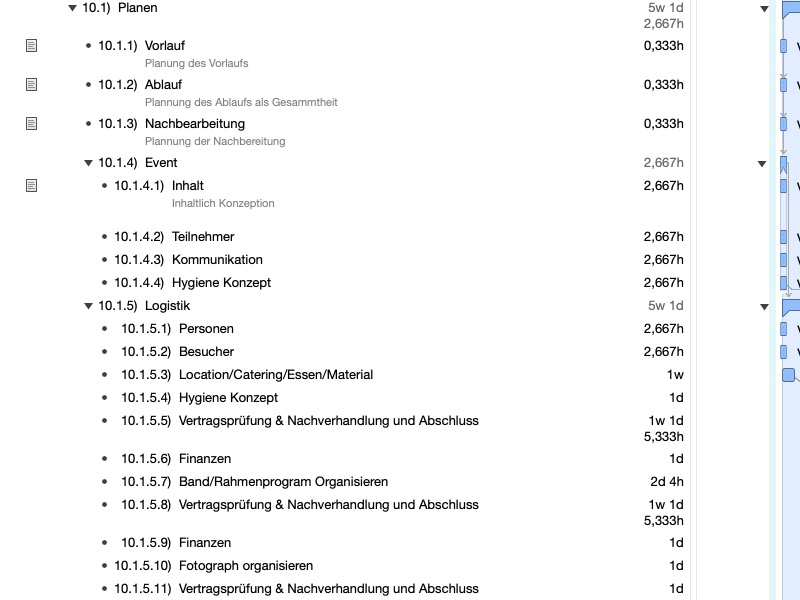 10.1) Planen 5w 1d
2,667h
10.1.1) Vorlauf 0,333h
Planung des Vorlaufs
10.1.2) Ablauf 0,333h
Plannung des Ablaufs als Gesammtheit
10.1.3) Nachbearbeitung 0,333h
Plannung der Nachbereitung
10.1.4) Event 2,667h
10.1.4.1) Inhalt 2,667h
Inhaltlich Konzeption
10.1.4.2) Teilnehmer 2,667h
10.1.4.3) Kommunikation 2,667h
10.1.4.4) Hygiene Konzept 2,667h
10.1.5) Logistik 5w 1d
10.1.5.1) Personen 2,667h
10.1.5.2) Besucher 2,667h
10.1.5.3) Location/Catering/Essen/Material 1w
10.1.5.4) Hygiene Konzept 1d
10.1.5.5) Vertragsprüfung & Nachverhandlung und Abschluss 1w 1d
5,333h
10.1.5.6) Finanzen 1d
10.1.5.7) Band/Rahmenprogram Organisieren 2d 4h
10.1.5.8) Vertragsprüfung & Nachverhandlung und Abschluss 1w 1d
5,333h
10.1.5.9) Finanzen 1d
10.1.5.10) Fotograph organisieren 1d
10.1.5.11) Vertragsprüfung & Nachverhandlung und Abschluss 1d